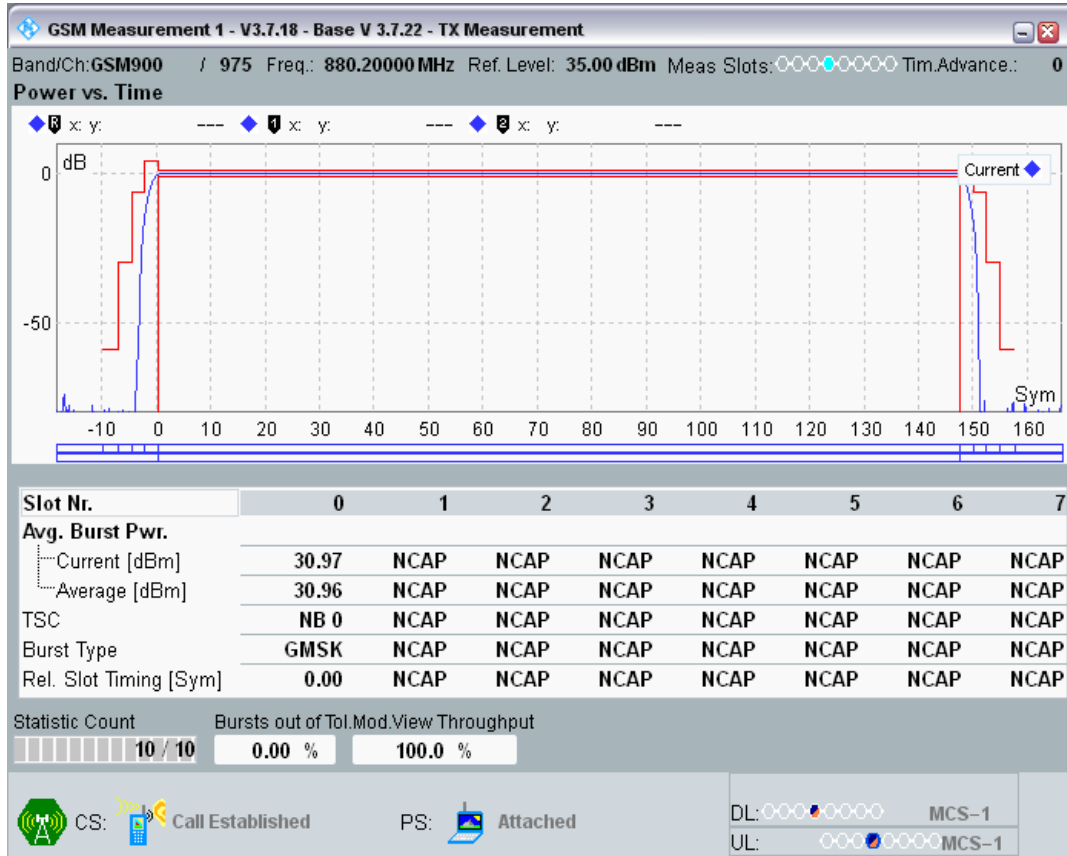 GSM Measurement 1 - V3.7.18 - Base V 3.7.22 - TX Measurement
Band/Ch:GSM900 / 975 Freq.: 880.20000 MHz Ref. Level: 35.00 dBm Meas Slots: Tim.Advance.: 0
Power vs. Time
R x: y: --- 1 x: y: --- 2 x: y: ---
dB
Current
0
-50
Sym
-10 0 10 20 30 40 50 60 70 80 90 100 110 120 130 140 150 160
Slot Nr. 0 1 2 3 4 5 6 7
Avg. Burst Pwr.
Current [dBm] 30.97 NCAP NCAP NCAP NCAP NCAP NCAP NCAP
Average [dBm] 30.96 NCAP NCAP NCAP NCAP NCAP NCAP NCAP
TSC NB 0 NCAP NCAP NCAP NCAP NCAP NCAP NCAP
Burst Type GMSK NCAP NCAP NCAP NCAP NCAP NCAP NCAP
Rel. Slot Timing [Sym] 0.00 NCAP NCAP NCAP NCAP NCAP NCAP NCAP
Statistic Count Bursts out of Tol.Mod.View Throughput
10 / 10 0.00 % 100.0 %
CS: Call Established PS: Attached
DL: MCS-1
UL: MCS-1